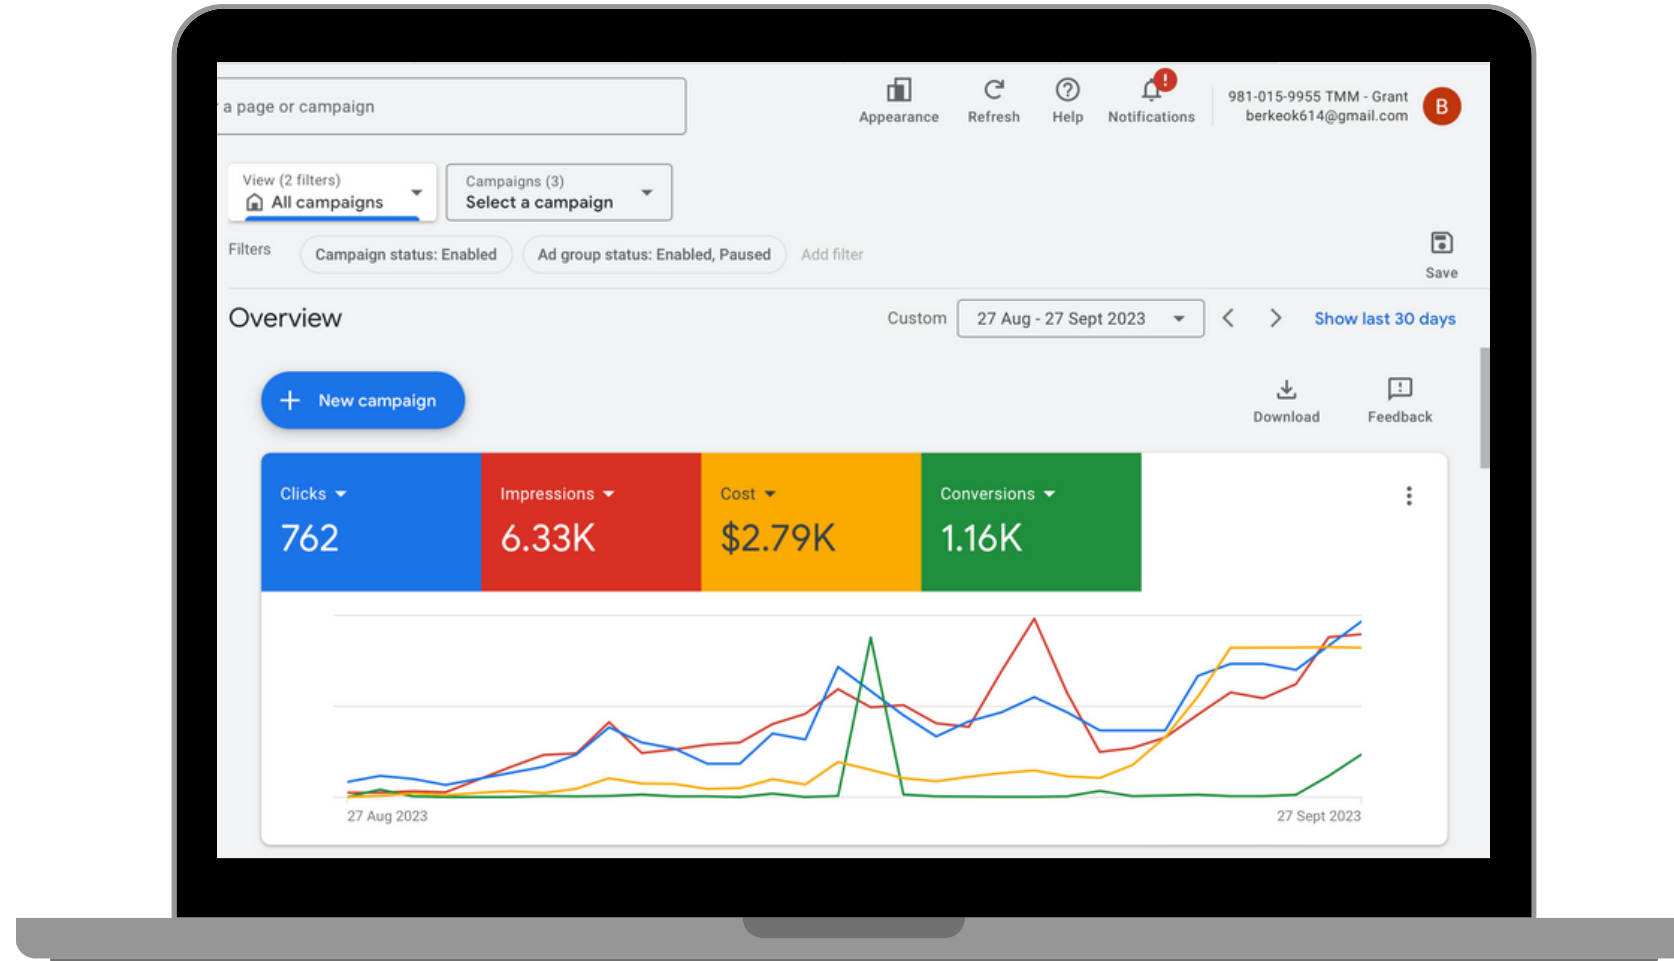 a page or campaign
Appearance
Refresh
Help
!
Notifications
981-015-9955 TMM - Grant
berkeok614@gmail.com
B
View (2 filters)
All campaigns
Campaigns (3)
Select a campaign
Filters
Campaign status: Enabled
Ad group status: Enabled, Paused
Add filter
Save
Overview
Custom
27 Aug - 27 Sept 2023
Show last 30 days
+ New campaign
Download
Feedback
Clicks
762
Impressions
6.33K
Cost
$2.79K
Conversions
1.16K
27 Aug 2023
27 Sept 2023